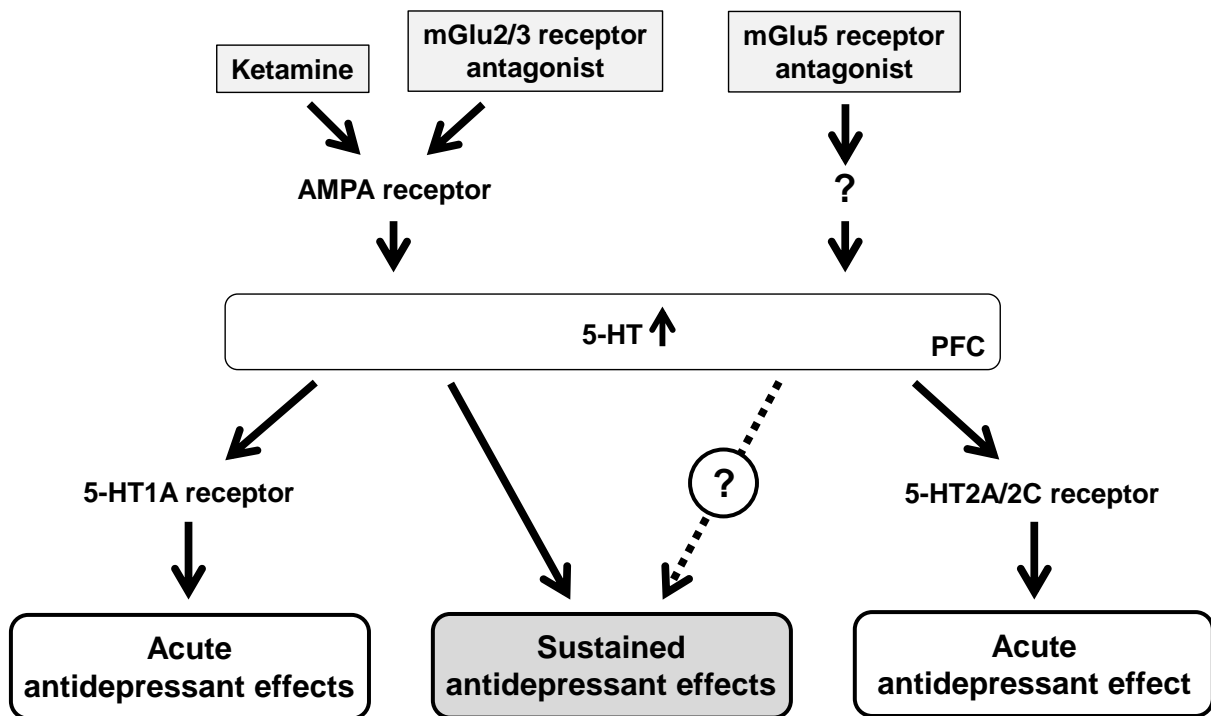 Ketamine
mGlu2/3 receptor
antagonist
mGlu5 receptor
antagonist
AMPA receptor
?
5-HT
PFC
?
5-HT1A receptor
5-HT2A/2C receptor
Acute
antidepressant effects
Sustained
antidepressant effects
Acute
antidepressant effect